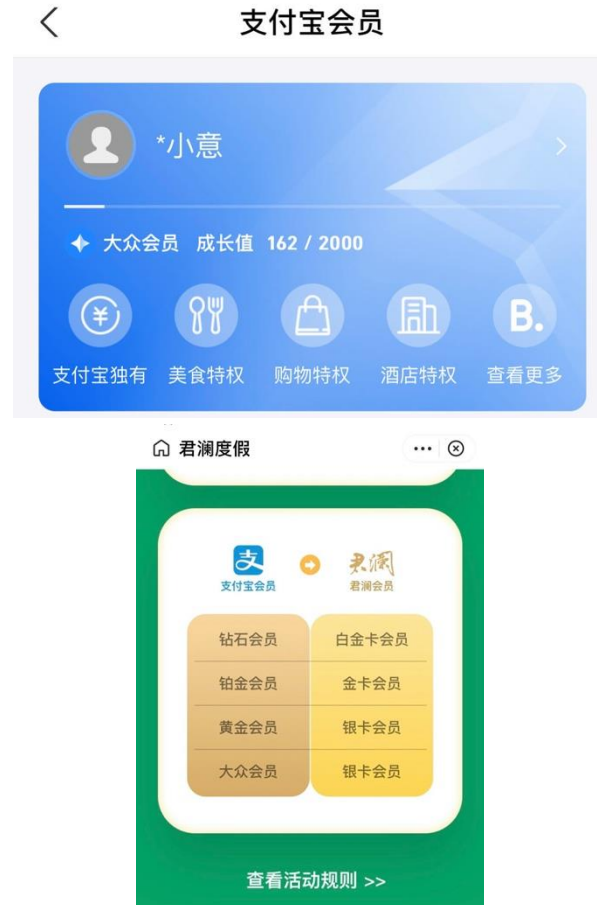 支付宝会员
*小意
大众会员 成长值 162 / 2000
¥
B.
支付宝独有 美食特权 购物特权 酒店特权 查看更多
君澜度假
支 君澜
支付宝会员 君澜会员
钻石会员 白金卡会员
铂金会员 金卡会员
黄金会员 银卡会员
大众会员 银卡会员
查看活动规则 >>